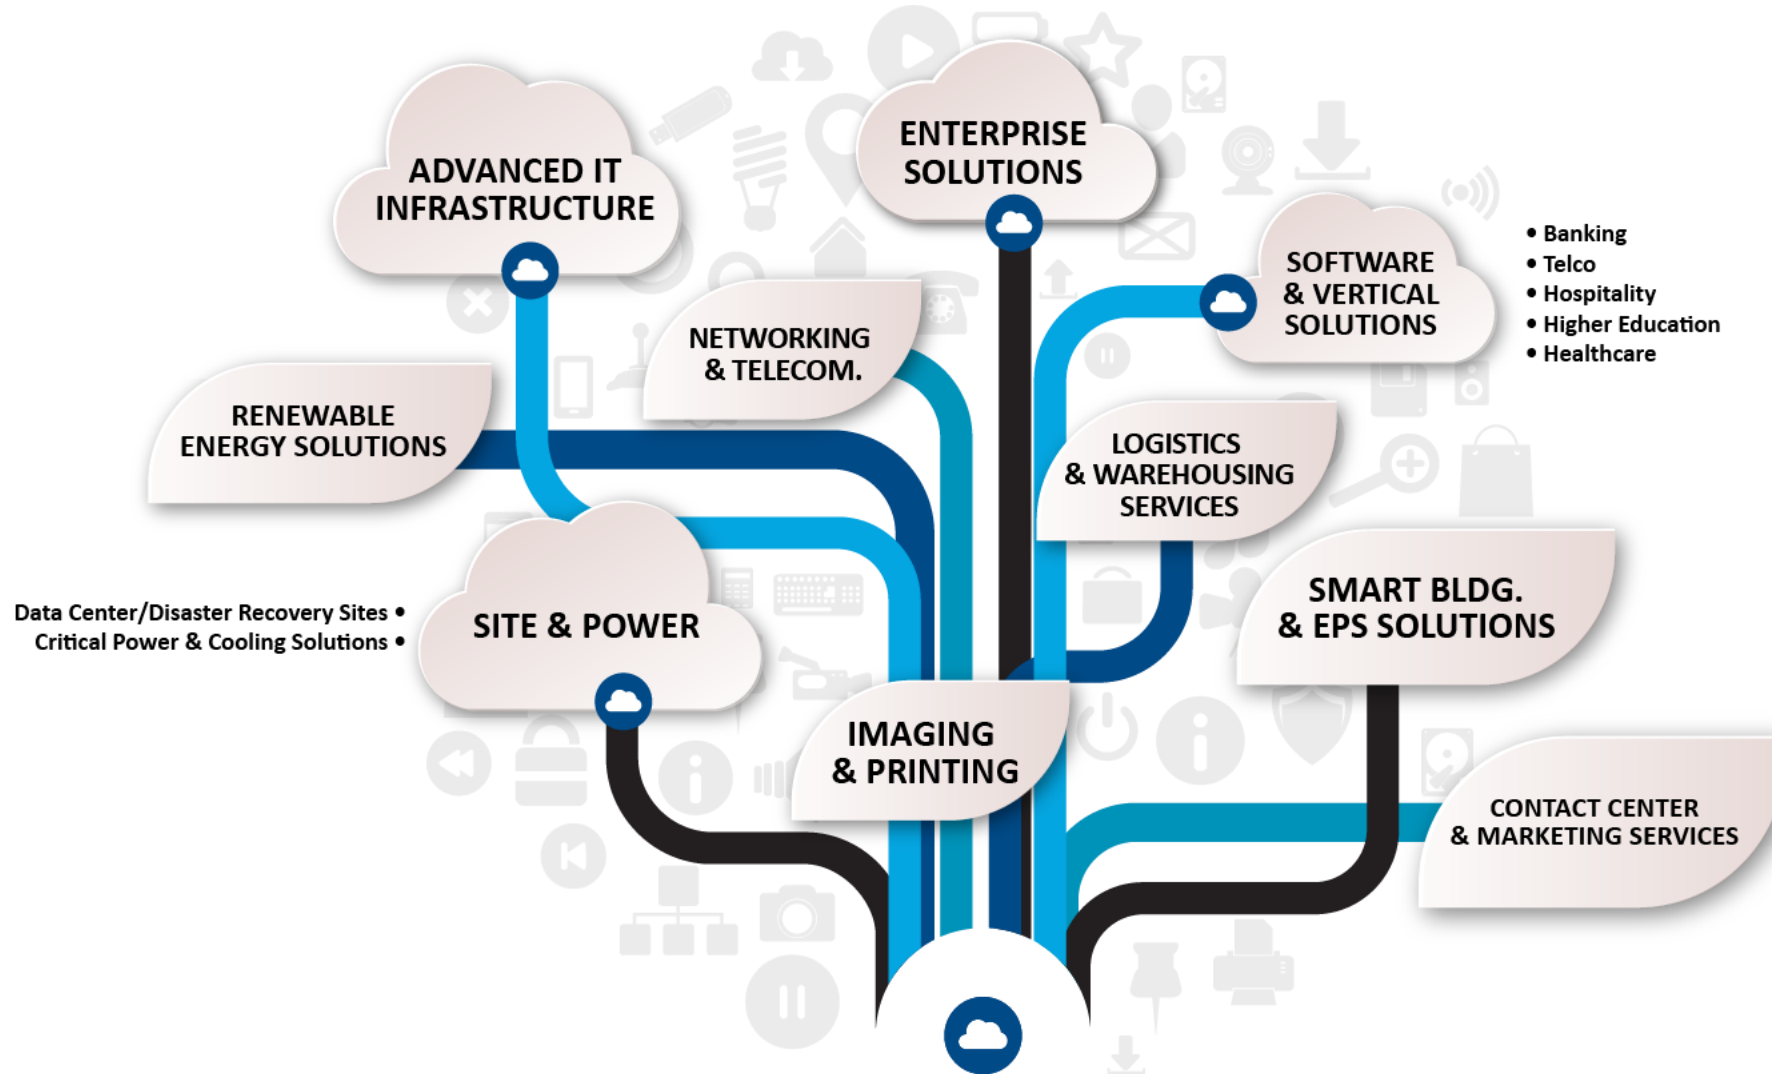 ADVANCED IT
INFRASTRUCTURE
ENTERPRISE
SOLUTIONS
SOFTWARE
& VERTICAL
SOLUTIONS
• Banking
• Telco
• Hospitality
• Higher Education
• Healthcare
NETWORKING
& TELECOM.
RENEWABLE
ENERGY SOLUTIONS
LOGISTICS
& WAREHOUSING
SERVICES
SMART BLDG.
& EPS SOLUTIONS
Data Center/Disaster Recovery Sites •
Critical Power & Cooling Solutions •
SITE & POWER
IMAGING
& PRINTING
CONTACT CENTER
& MARKETING SERVICES